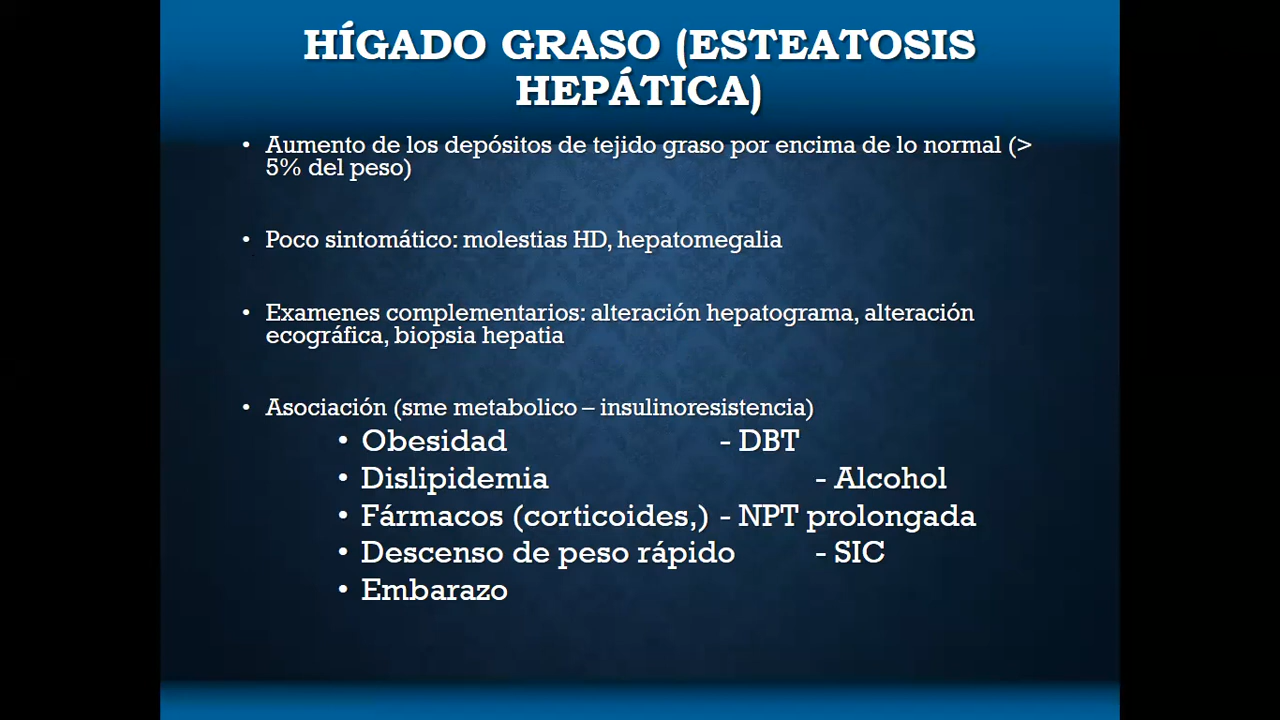 HÍGADO GRASO (ESTEATOSIS
HEPÁTICA)
• Aumento de los depósitos de tejido graso por encima de lo normal (>
5% del peso)
• Poco sintomático: molestias HD, hepatomegalia
• Examenes complementarios: alteración hepatograma, alteración
ecográfica, biopsia hepatia
• Asociación (sme metabolico – insulinoresistencia)
• Obesidad - DBT
• Dislipidemia - Alcohol
• Fármacos (corticoides,) - NPT prolongada
• Descenso de peso rápido - SIC
• Embarazo